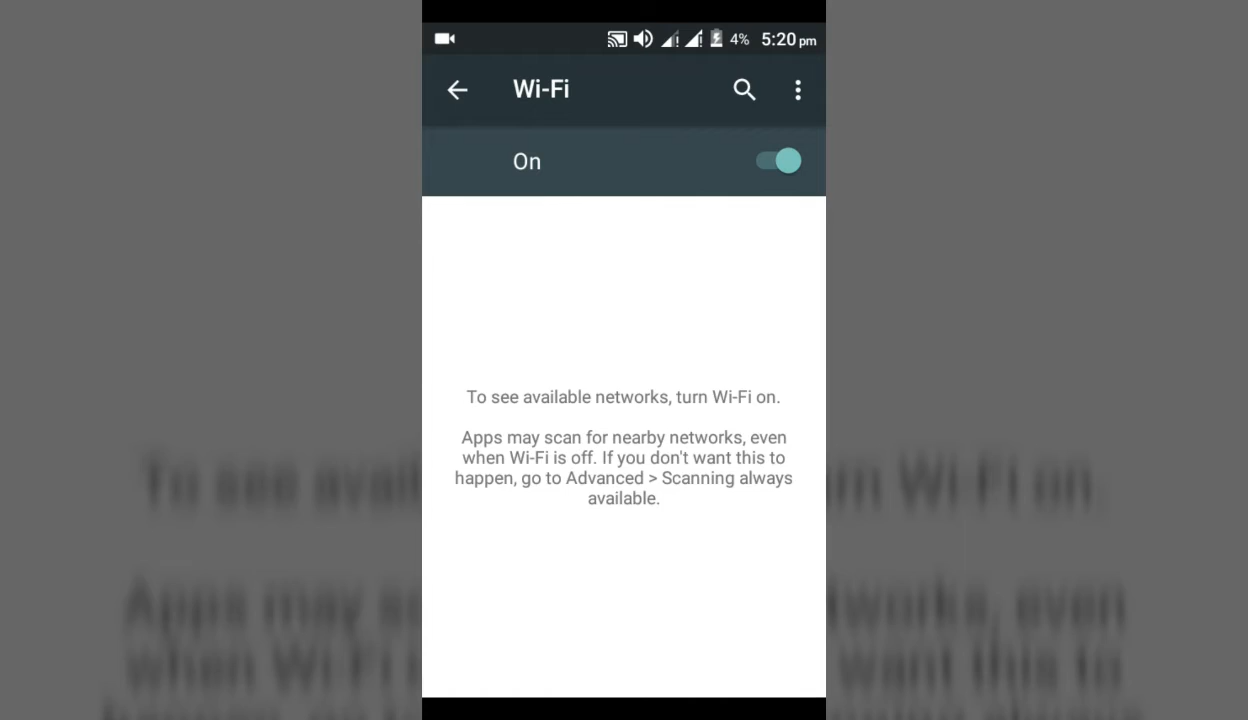 4% 5:20 pm
Wi-Fi
On
To see available networks, turn Wi-Fi on.
Apps may scan for nearby networks, even
when Wi-Fi is off. If you don't want this to
happen, go to Advanced > Scanning always
available.